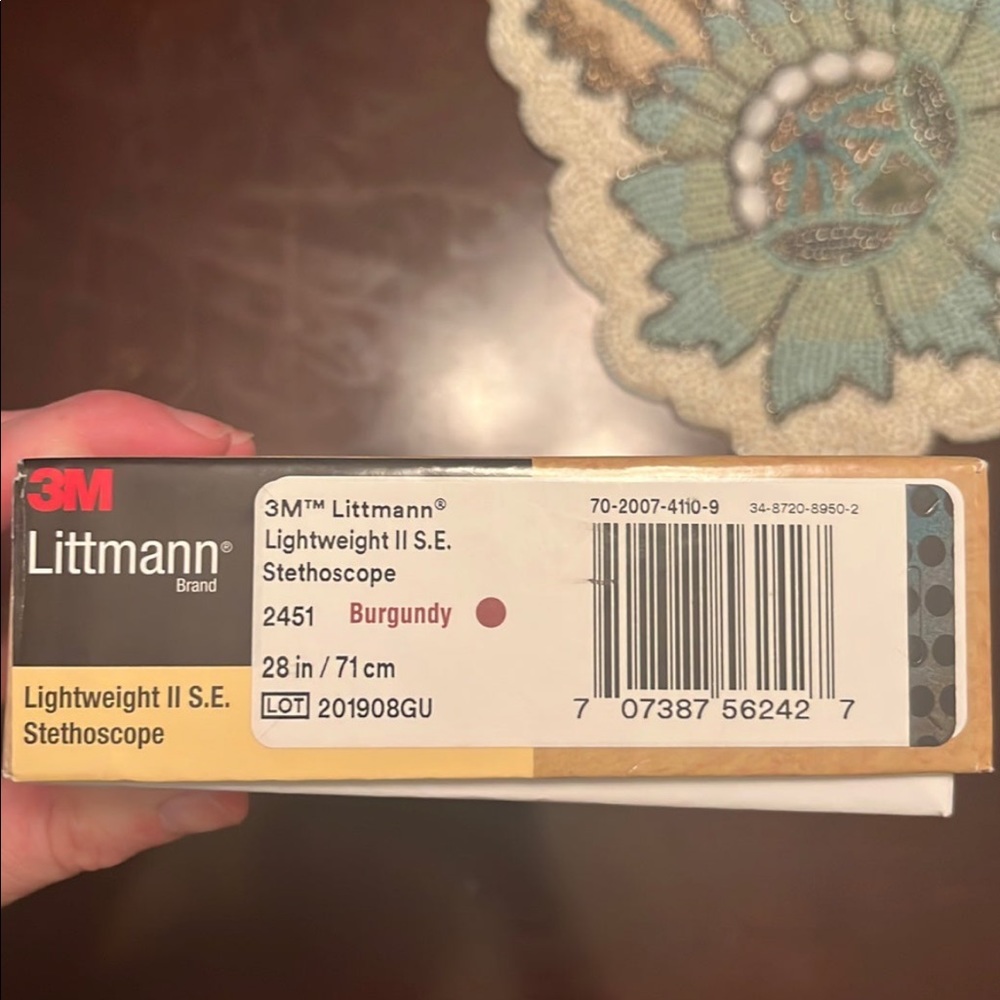 3M
Littmann®
Brand
Lightweight II S.E.
Stethoscope
3M™ Littmann®
Lightweight II S.E.
Stethoscope
2451 Burgundy
28 in / 71 cm
LOT 201908GU
70-2007-4110-9 34-8720-8950-2
7 07387 56242 7